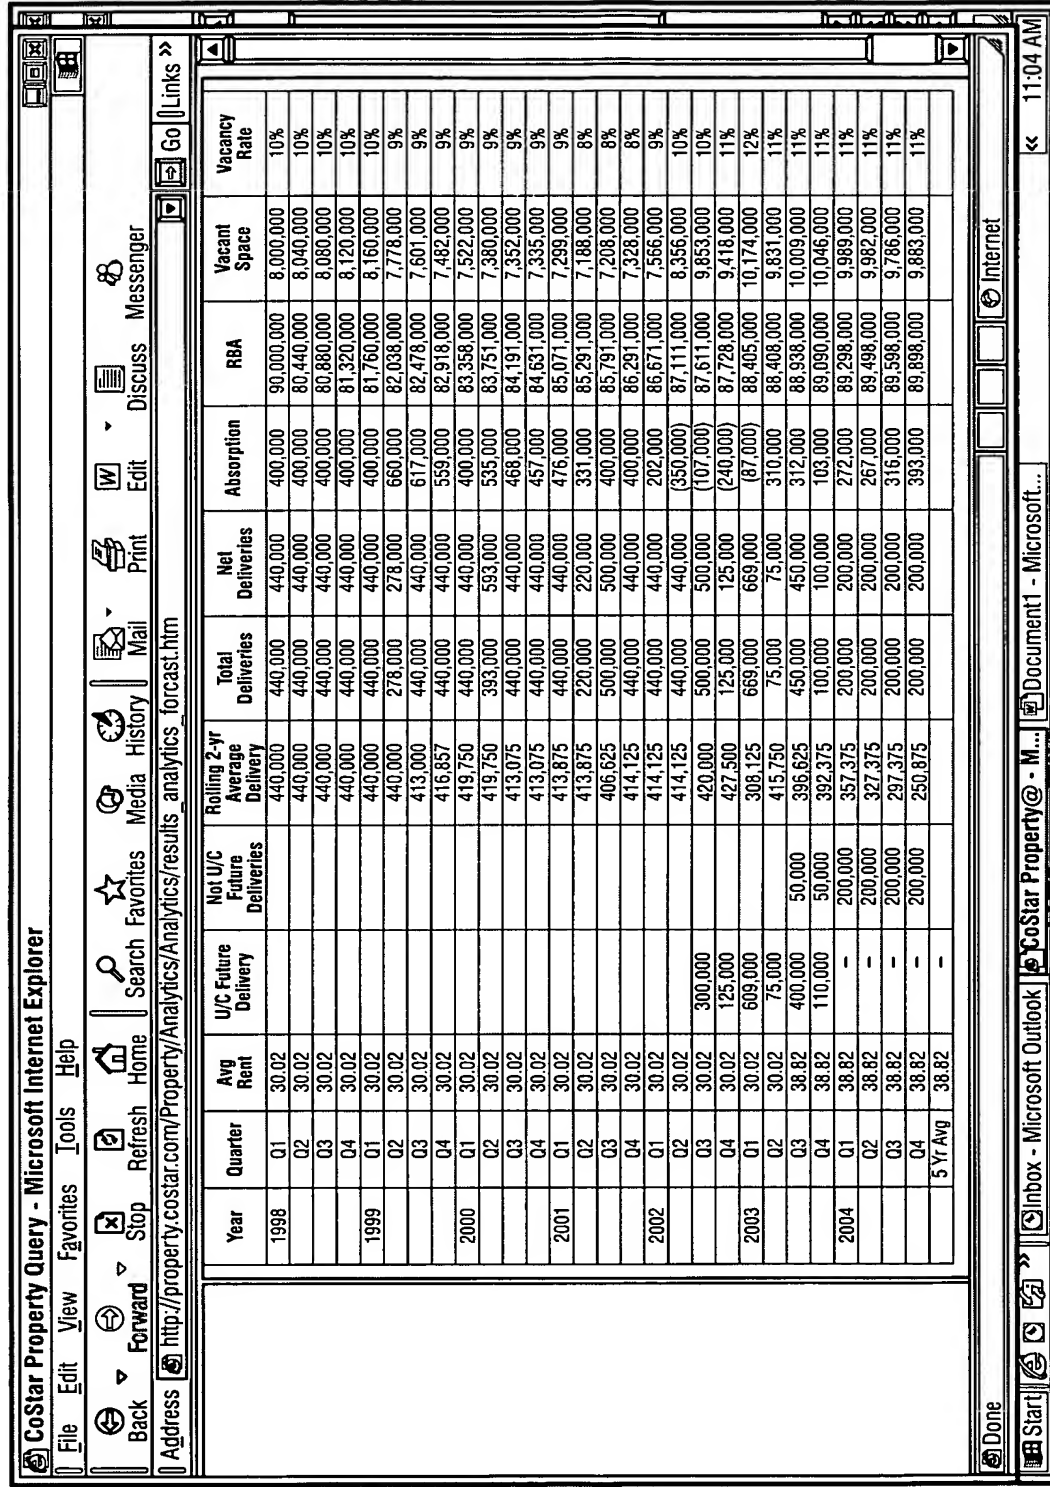 CoStar Property Query - Microsoft Internet Explorer
File Edit View Favorites Tools Help
Back Forward Stop Refresh Home Search Favorites Media History Mail Print Edit Discuss Messenger
Address http://property.costar.com/Property/Analytics/Analytics/results_analytics_forcast.htm Go Links »
Year Quarter Avg Rent U/C Future Delivery Not U/C Future Deliveries Rolling 2-yr Average Delivery Total Deliveries Net Deliveries Absorption RBA Vacant Space Vacancy Rate
1998 Q1 30.02 440,000 440,000 440,000 400,000 90,000,000 8,000,000 10%
Q2 30.02 440,000 440,000 440,000 400,000 80,440,000 8,040,000 10%
Q3 30.02 440,000 440,000 440,000 400,000 80,880,000 8,080,000 10%
Q4 30.02 440,000 440,000 440,000 400,000 81,320,000 8,120,000 10%
1999 Q1 30.02 440,000 440,000 440,000 400,000 81,760,000 8,160,000 10%
Q2 30.02 440,000 278,000 278,000 660,000 82,038,000 7,778,000 9%
Q3 30.02 413,000 440,000 440,000 617,000 82,478,000 7,601,000 9%
Q4 30.02 416,857 440,000 440,000 559,000 82,918,000 7,482,000 9%
2000 Q1 30.02 419,750 440,000 440,000 400,000 83,358,000 7,522,000 9%
Q2 30.02 419,750 393,000 593,000 535,000 83,751,000 7,380,000 9%
Q3 30.02 413,075 440,000 440,000 468,000 84,191,000 7,352,000 9%
Q4 30.02 413,075 440,000 440,000 457,000 84,631,000 7,335,000 9%
2001 Q1 30.02 413,875 440,000 440,000 476,000 85,071,000 7,299,000 9%
Q2 30.02 413,875 220,000 220,000 331,000 85,291,000 7,188,000 8%
Q3 30.02 406,625 500,000 500,000 400,000 85,791,000 7,208,000 8%
Q4 30.02 414,125 440,000 440,000 400,000 86,291,000 7,328,000 8%
2002 Q1 30.02 414,125 440,000 440,000 202,000 86,671,000 7,566,000 9%
Q2 30.02 414,125 440,000 440,000 (350,000) 87,111,000 8,356,000 10%
Q3 30.02 300,000 420,000 500,000 500,000 (107,000) 87,611,000 9,853,000 10%
Q4 30.02 125,000 427,500 125,000 125,000 (240,000) 87,728,000 9,418,000 11%
2003 Q1 30.02 609,000 308,125 669,000 669,000 (87,000) 88,405,000 10,174,000 12%
Q2 30.02 75,000 415,750 75,000 75,000 310,000 88,408,000 9,831,000 11%
Q3 38.82 400,000 50,000 396,625 450,000 450,000 312,000 88,938,000 10,009,000 11%
Q4 38.82 110,000 50,000 392,375 100,000 100,000 103,000 89,090,000 10,046,000 11%
2004 Q1 38.82 – 200,000 357,375 200,000 200,000 272,000 89,298,000 9,989,000 11%
Q2 38.82 – 200,000 327,375 200,000 200,000 267,000 89,498,000 9,982,000 11%
Q3 38.82 – 200,000 297,375 200,000 200,000 316,000 89,598,000 9,786,000 11%
Q4 38.82 – 200,000 250,875 200,000 200,000 393,000 89,898,000 9,883,000 11%
5 Yr Avg 38.82 –
Done Internet
Start » Inbox - Microsoft Outlook CoStar Property@ - M... Document1 - Microsoft... « 11:04 AM